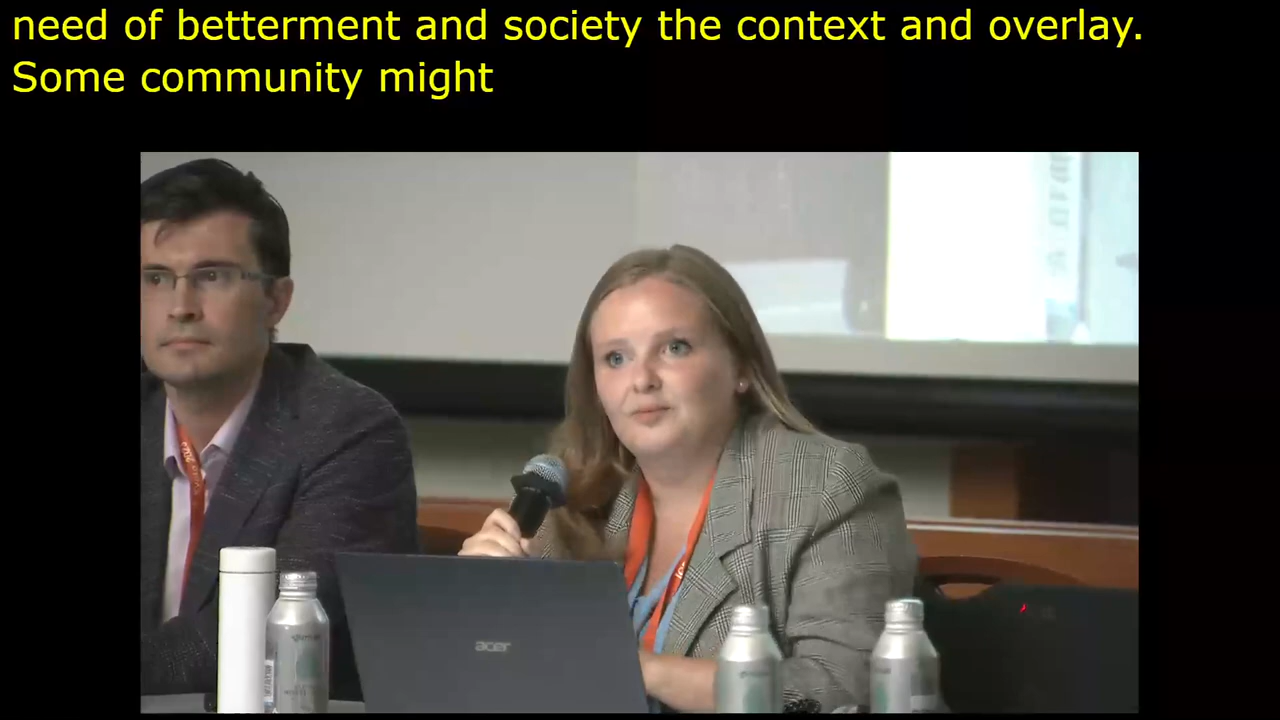 need of betterment and society the context and overlay.
Some community might
acer